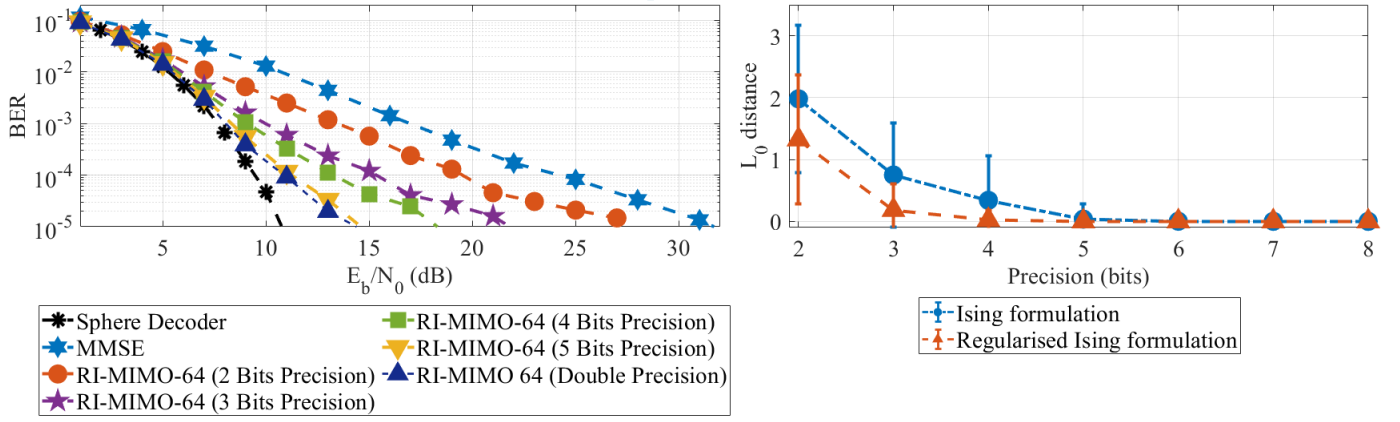 10^-1
10^-2
10^-3
10^-4
10^-5
BER
5 10 15 20 25 30
E_b/N_0 (dB)
Sphere Decoder
MMSE
RI-MIMO-64 (2 Bits Precision)
RI-MIMO-64 (3 Bits Precision)
RI-MIMO-64 (4 Bits Precision)
RI-MIMO-64 (5 Bits Precision)
RI-MIMO 64 (Double Precision)
3
2
1
0
L_0 distance
2 3 4 5 6 7 8
Precision (bits)
Ising formulation
Regularised Ising formulation